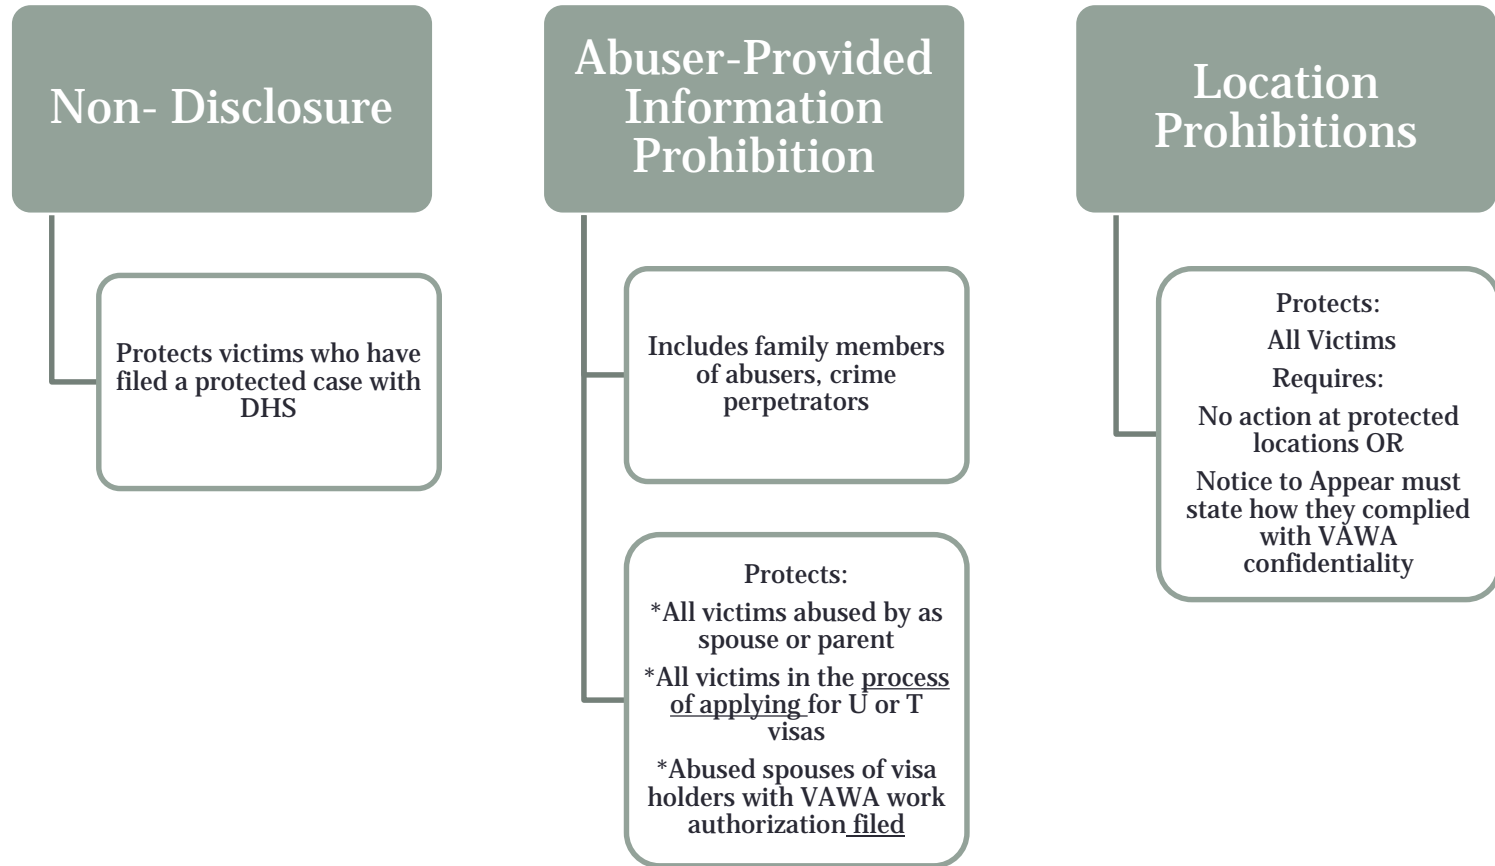 Non- Disclosure
Protects victims who have
filed a protected case with
DHS
Abuser-Provided
Information
Prohibition
Includes family members
of abusers, crime
perpetrators
Protects:
*All victims abused by as
spouse or parent
*All victims in the process
of applying for U or T
visas
*Abused spouses of visa
holders with VAWA work
authorization filed
Location
Prohibitions
Protects:
All Victims
Requires:
No action at protected
locations OR
Notice to Appear must
state how they complied
with VAWA
confidentiality